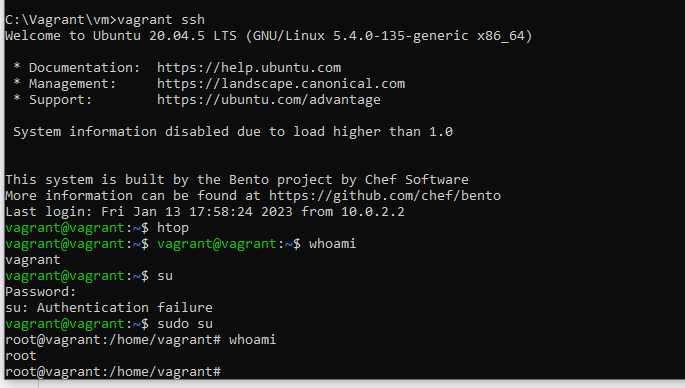 C:\Vagrant\vm>vagrant ssh
Welcome to Ubuntu 20.04.5 LTS (GNU/Linux 5.4.0-135-generic x86_64)
* Documentation:  https://help.ubuntu.com
* Management:     https://landscape.canonical.com
* Support:        https://ubuntu.com/advantage
System information disabled due to load higher than 1.0
This system is built by the Bento project by Chef Software
More information can be found at https://github.com/chef/bento
Last login: Fri Jan 13 17:58:24 2023 from 10.0.2.2
vagrant@vagrant:~$ htop
vagrant@vagrant:~$ vagrant@vagrant:~$ whoami
vagrant
vagrant@vagrant:~$ su
Password:
su: Authentication failure
vagrant@vagrant:~$ sudo su
root@vagrant:/home/vagrant# whoami
root
root@vagrant:/home/vagrant#